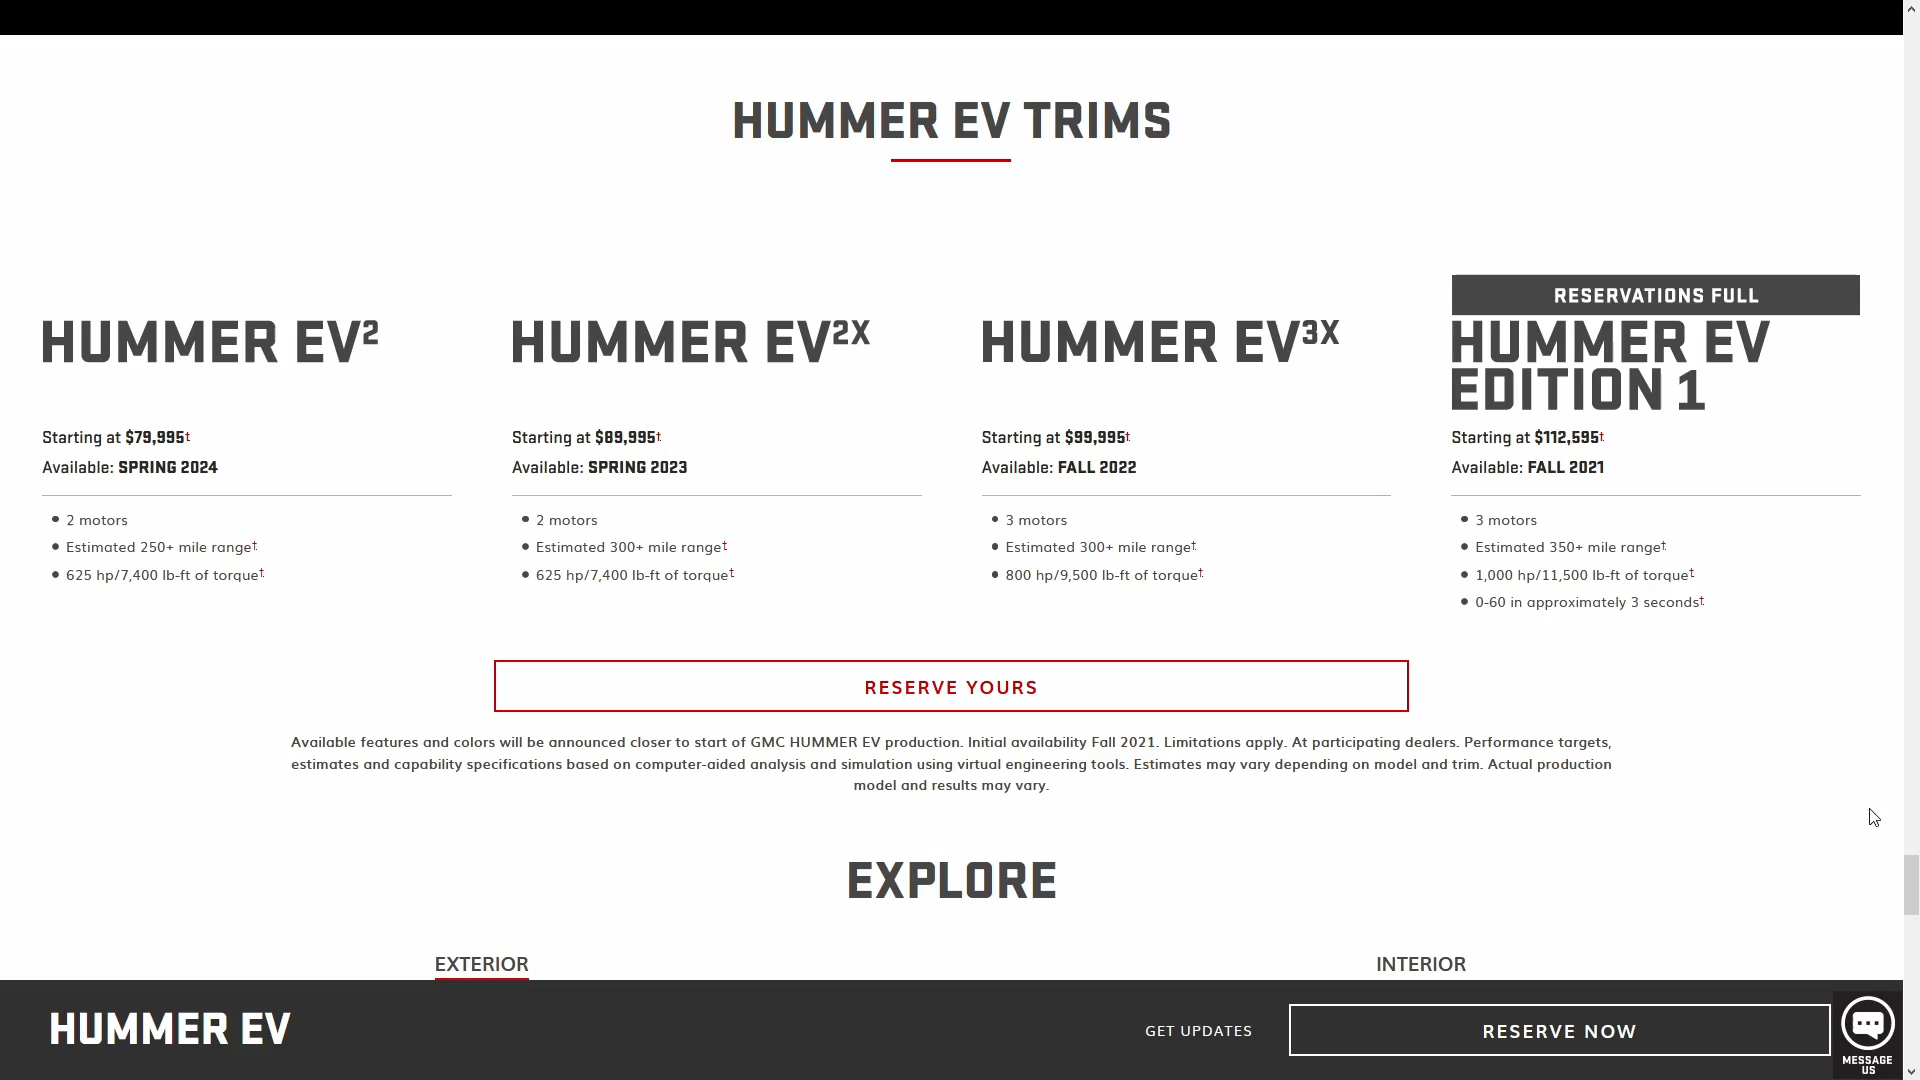 HUMMER EV TRIMS
HUMMER EV²
Starting at $79,995†
Available: SPRING 2024
• 2 motors
• Estimated 250+ mile range†
• 625 hp/7,400 lb-ft of torque†
HUMMER EV²ˣ
Starting at $89,995†
Available: SPRING 2023
• 2 motors
• Estimated 300+ mile range†
• 625 hp/7,400 lb-ft of torque†
HUMMER EV³ˣ
Starting at $99,995†
Available: FALL 2022
• 3 motors
• Estimated 300+ mile range†
• 800 hp/9,500 lb-ft of torque†
RESERVATIONS FULL
HUMMER EV
EDITION 1
Starting at $112,595†
Available: FALL 2021
• 3 motors
• Estimated 350+ mile range†
• 1,000 hp/11,500 lb-ft of torque†
• 0-60 in approximately 3 seconds†
RESERVE YOURS
Available features and colors will be announced closer to start of GMC HUMMER EV production. Initial availability Fall 2021. Limitations apply. At participating dealers. Performance targets,
estimates and capability specifications based on computer-aided analysis and simulation using virtual engineering tools. Estimates may vary depending on model and trim. Actual production
model and results may vary.
EXPLORE
EXTERIOR
INTERIOR
HUMMER EV
GET UPDATES
RESERVE NOW
MESSAGE
US